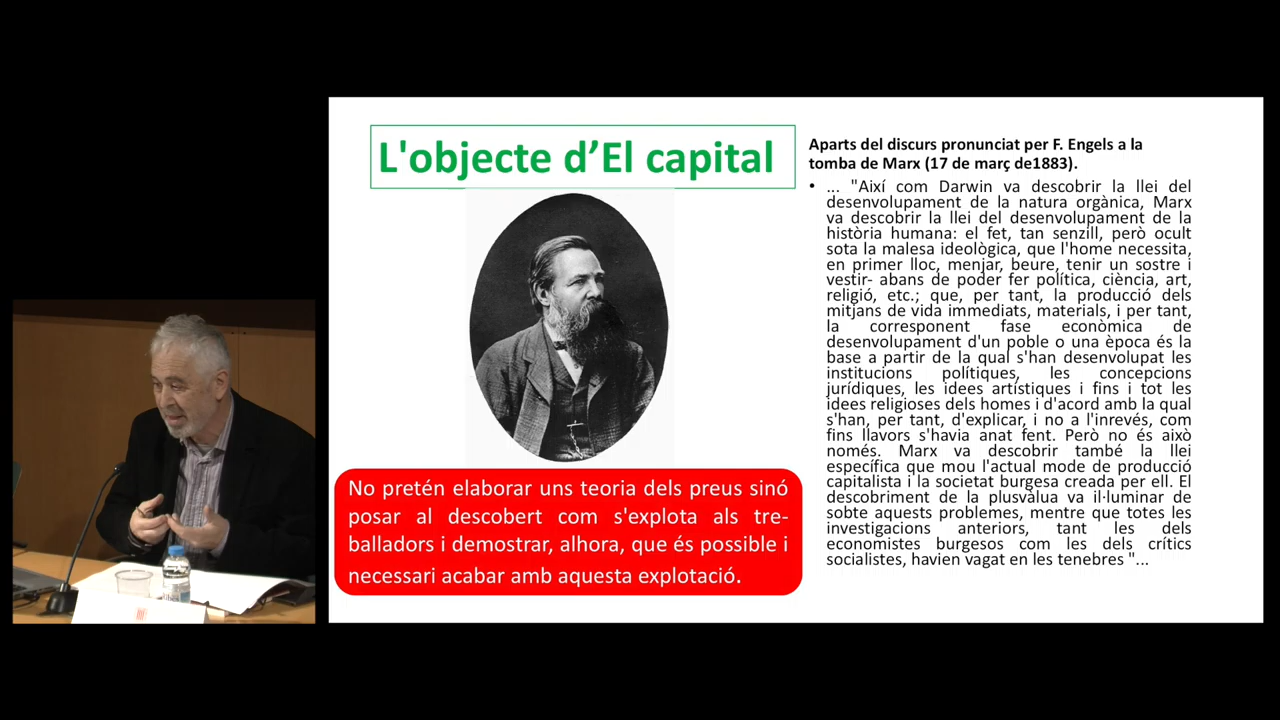 L'objecte d’El capital
No pretén elaborar uns teoria dels preus sinó
posar al descobert com s'explota als tre-
balladors i demostrar, alhora, que és possible i
necessari acabar amb aquesta explotació.
Aparts del discurs pronunciat per F. Engels a la
tomba de Marx (17 de març de1883).
• ... "Així com Darwin va descobrir la llei del
desenvolupament de la natura orgànica, Marx
va descobrir la llei del desenvolupament de la
història humana: el fet, tan senzill, però ocult
sota la malesa ideològica, que l'home necessita,
en primer lloc, menjar, beure, tenir un sostre i
vestir- abans de poder fer política, ciència, art,
religió, etc.; que, per tant, la producció dels
mitjans de vida immediats, materials, i per tant,
la corresponent fase econòmica de
desenvolupament d'un poble o una època és la
base a partir de la qual s'han desenvolupat les
institucions polítiques, les concepcions
jurídiques, les idees artístiques i fins i tot les
idees religioses dels homes i d'acord amb la qual
s'han, per tant, d'explicar, i no a l'inrevés, com
fins llavors s'havia anat fent. Però no és això
només. Marx va descobrir també la llei
específica que mou l'actual mode de producció
capitalista i la societat burgesa creada per ell. El
descobriment de la plusvàlua va il·luminar de
sobte aquests problemes, mentre que totes les
investigacions anteriors, tant les dels
economistes burgesos com les dels crítics
socialistes, havien vagat en les tenebres "...